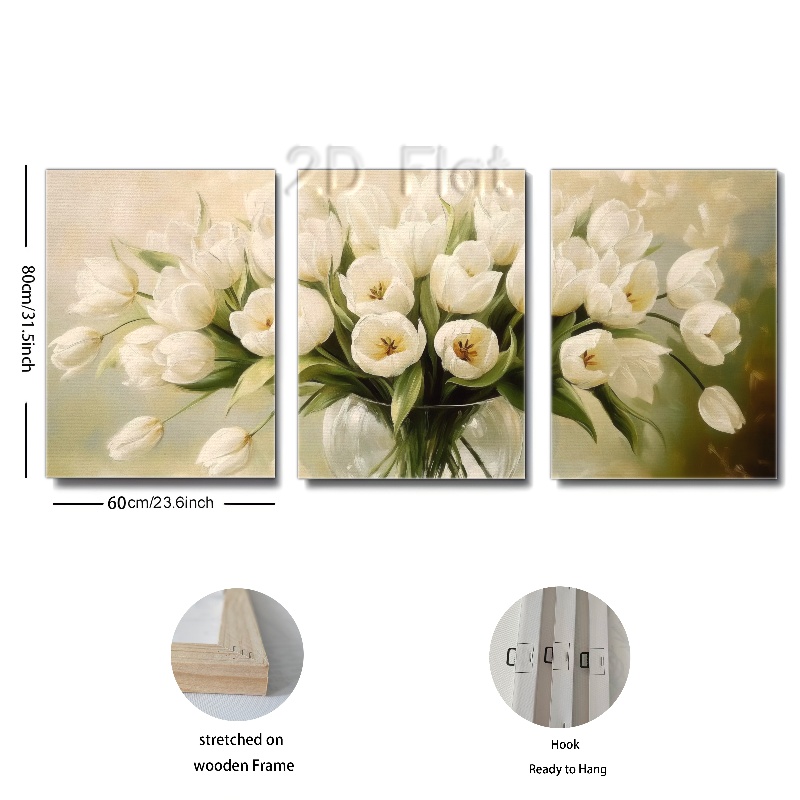 2D Flat
80cm/31.5inch
60cm/23.6inch
stretched on
wooden Frame
Hook
Ready to Hang